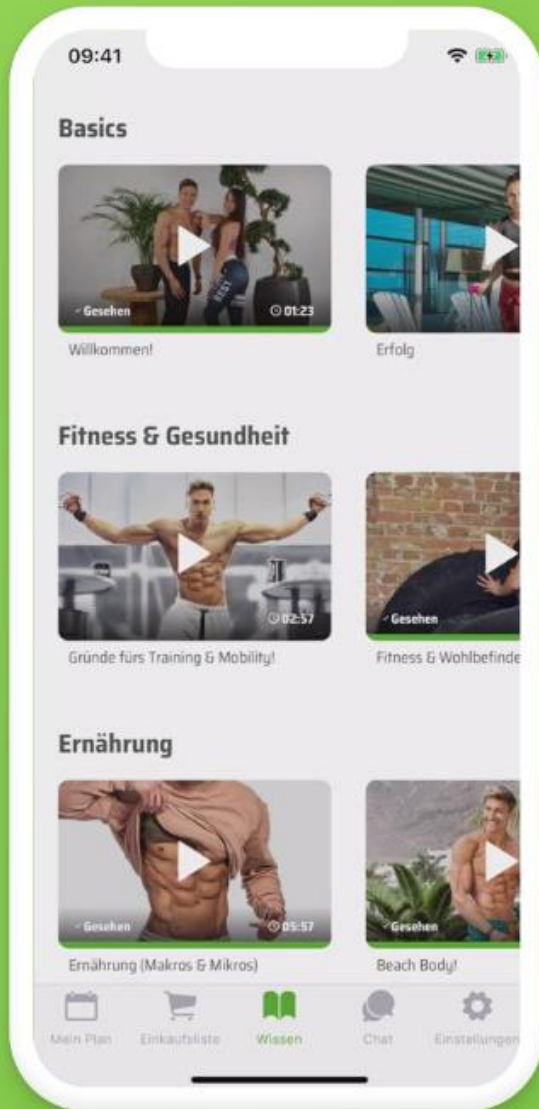 09:41
Basics
✓ Gesehen
01:23
BEST
Willkommen!
Erfolg
Fitness & Gesundheit
02:57
✓ Gesehen
Gründe fürs Training & Mobility!
Fitness & Wohlbefinde
Ernährung
✓ Gesehen
05:57
✓ Gesehen
Ernährung (Makros & Mikros)
Beach Body!
Mein Plan
Einkaufsliste
Wissen
Chat
Einstellungen